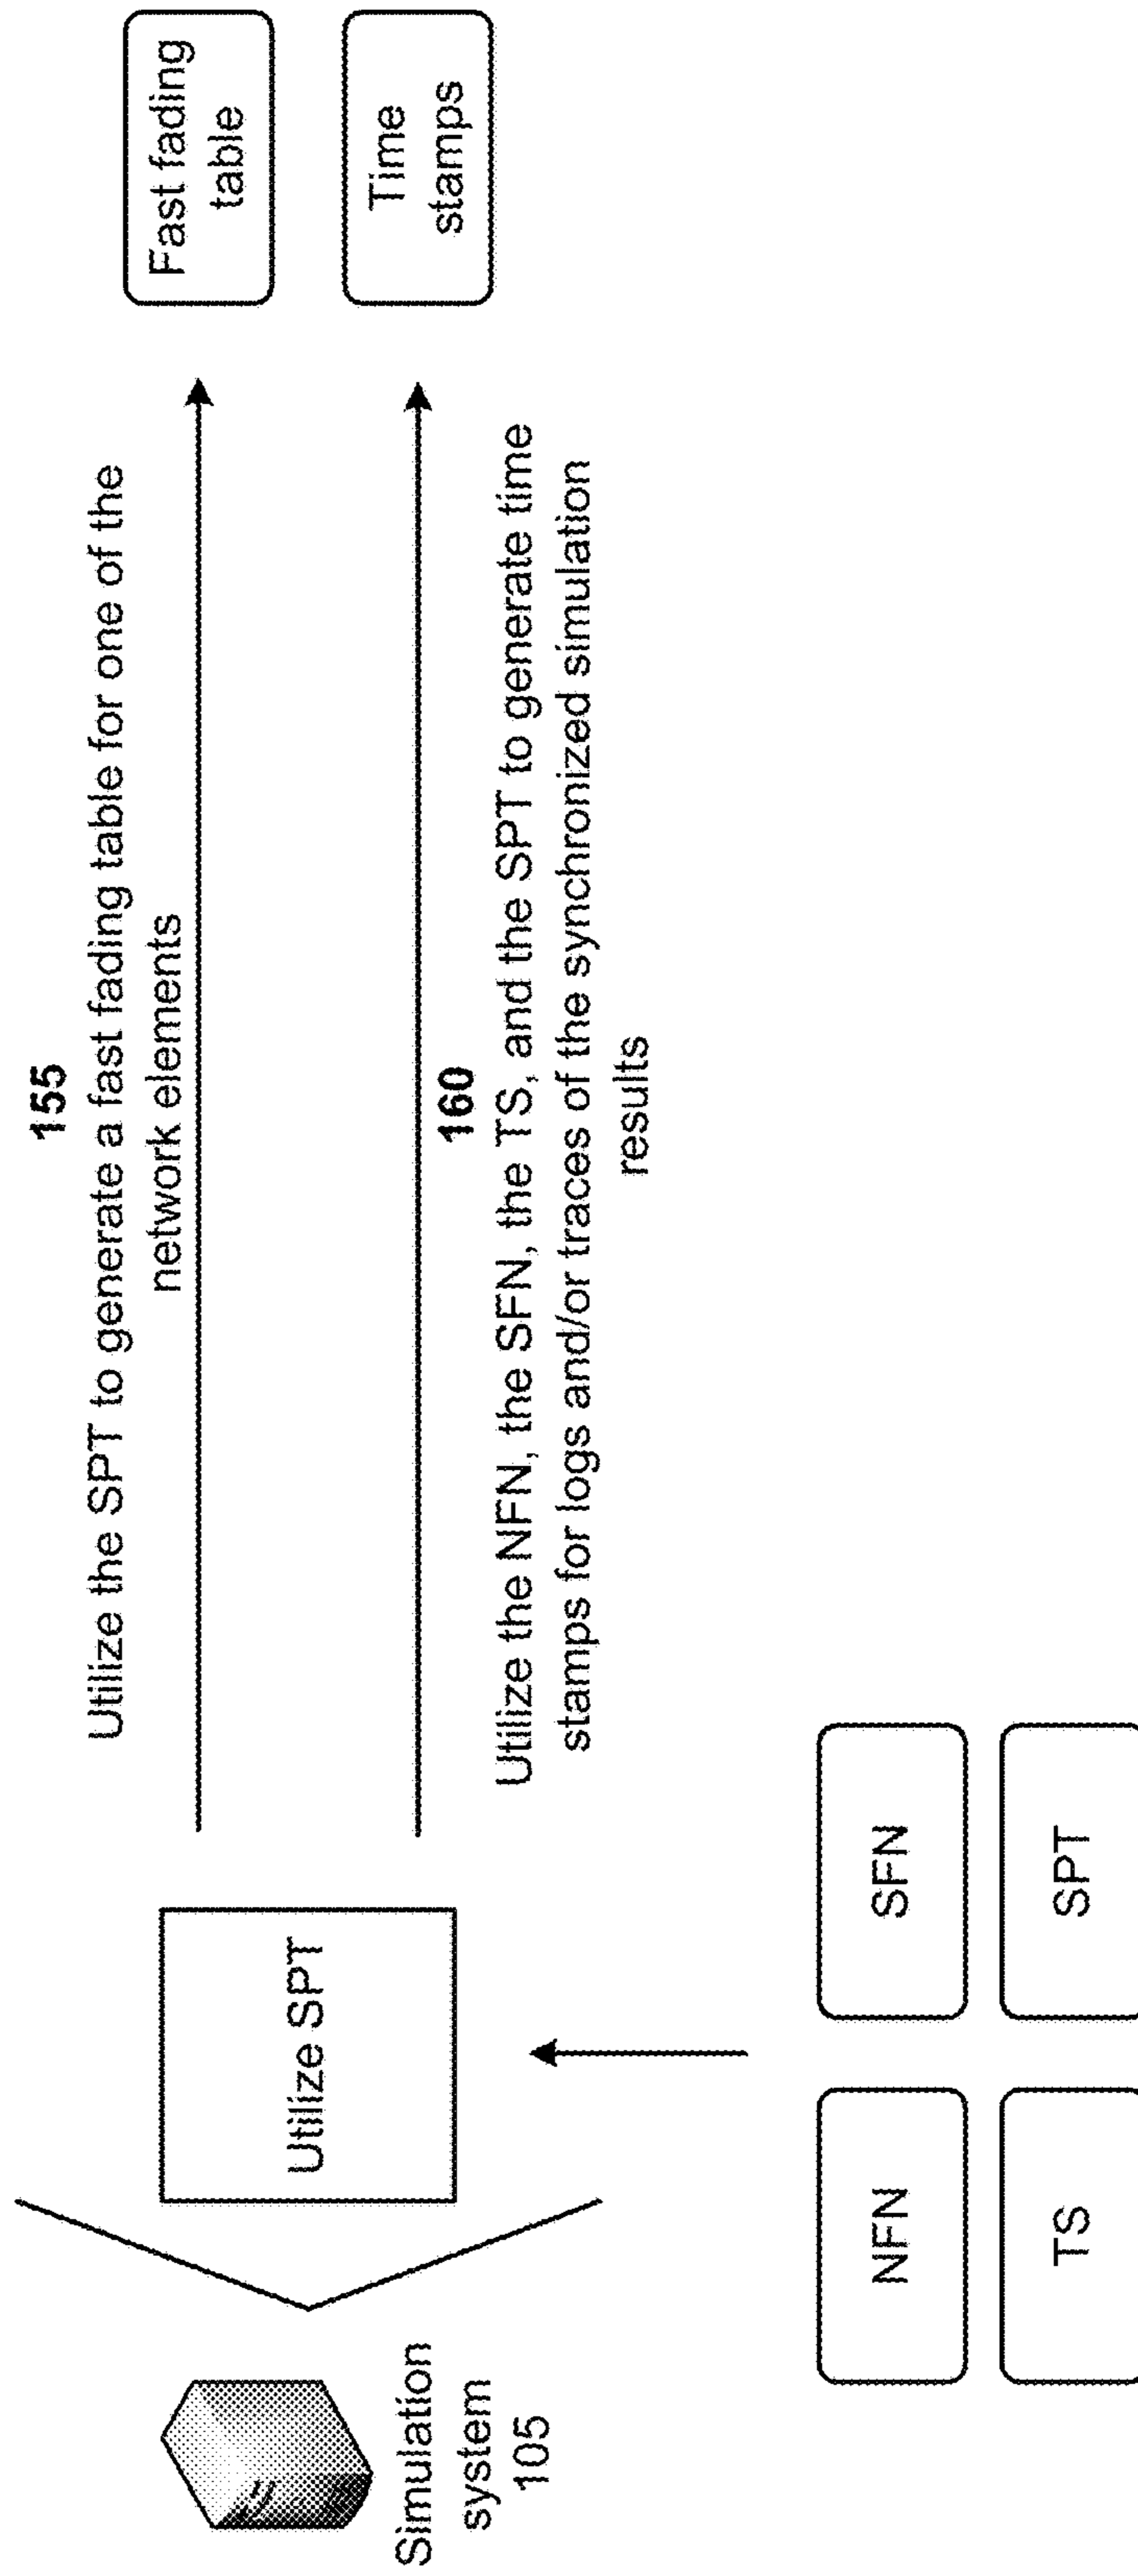 155
Utilize the SPT to generate a fast fading table for one of the
network elements
Fast fading
table
Utilize SPT
160
Utilize the NFN, the SFN, the TS, and the SPT to generate time
stamps for logs and/or traces of the synchronized simulation
results
Time
stamps
Simulation
system
105
NFN
SFN
TS
SPT